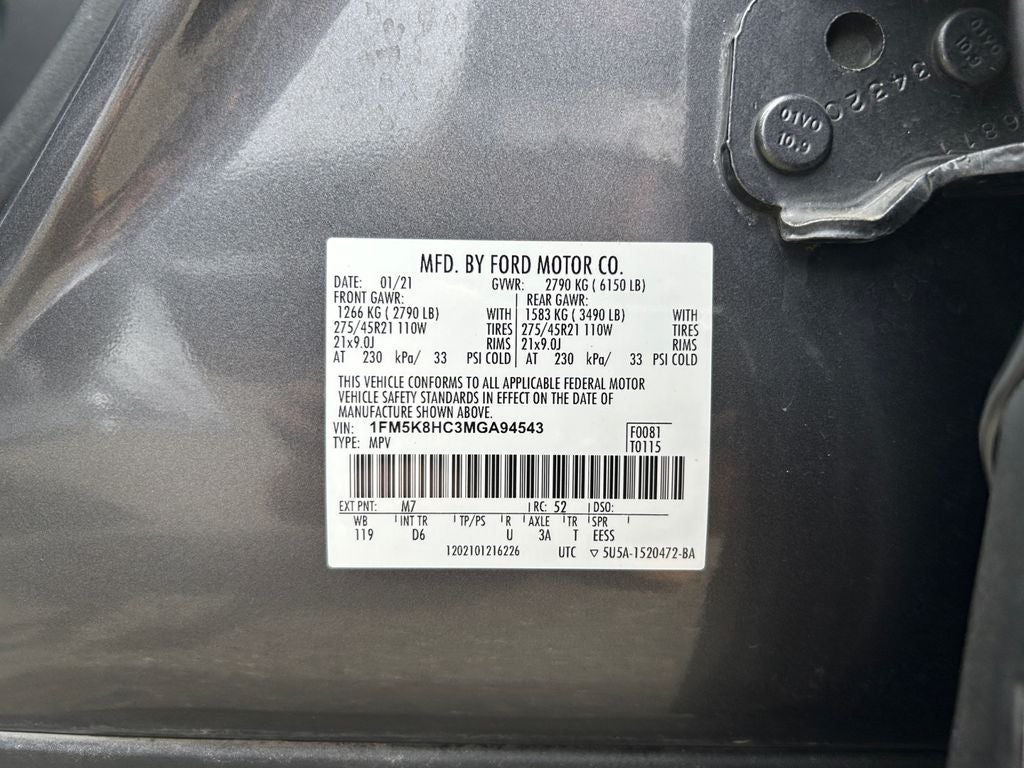 OTVO
10.9
34320
6811
MFD. BY FORD MOTOR CO.
DATE: 01/21 GVWR: 2790 KG ( 6150 LB)
FRONT GAWR: REAR GAWR:
1266 KG ( 2790 LB) WITH 1583 KG ( 3490 LB) WITH
275/45R21 110W TIRES 275/45R21 110W TIRES
21x9.0J RIMS 21x9.0J RIMS
AT 230 kPa/ 33 PSI COLD AT 230 kPa/ 33 PSI COLD
THIS VEHICLE CONFORMS TO ALL APPLICABLE FEDERAL MOTOR
VEHICLE SAFETY STANDARDS IN EFFECT ON THE DATE OF
MANUFACTURE SHOWN ABOVE.
VIN: 1FM5K8HC3MGA94543 F0081
TYPE: MPV T0115
EXT PNT: M7 RC: 52 DSO:
WB INT TR TP/PS R AXLE TR SPR
119 D6 U 3A T EESS
1202101216226 UTC ▽ 5U5A-1520472-BA